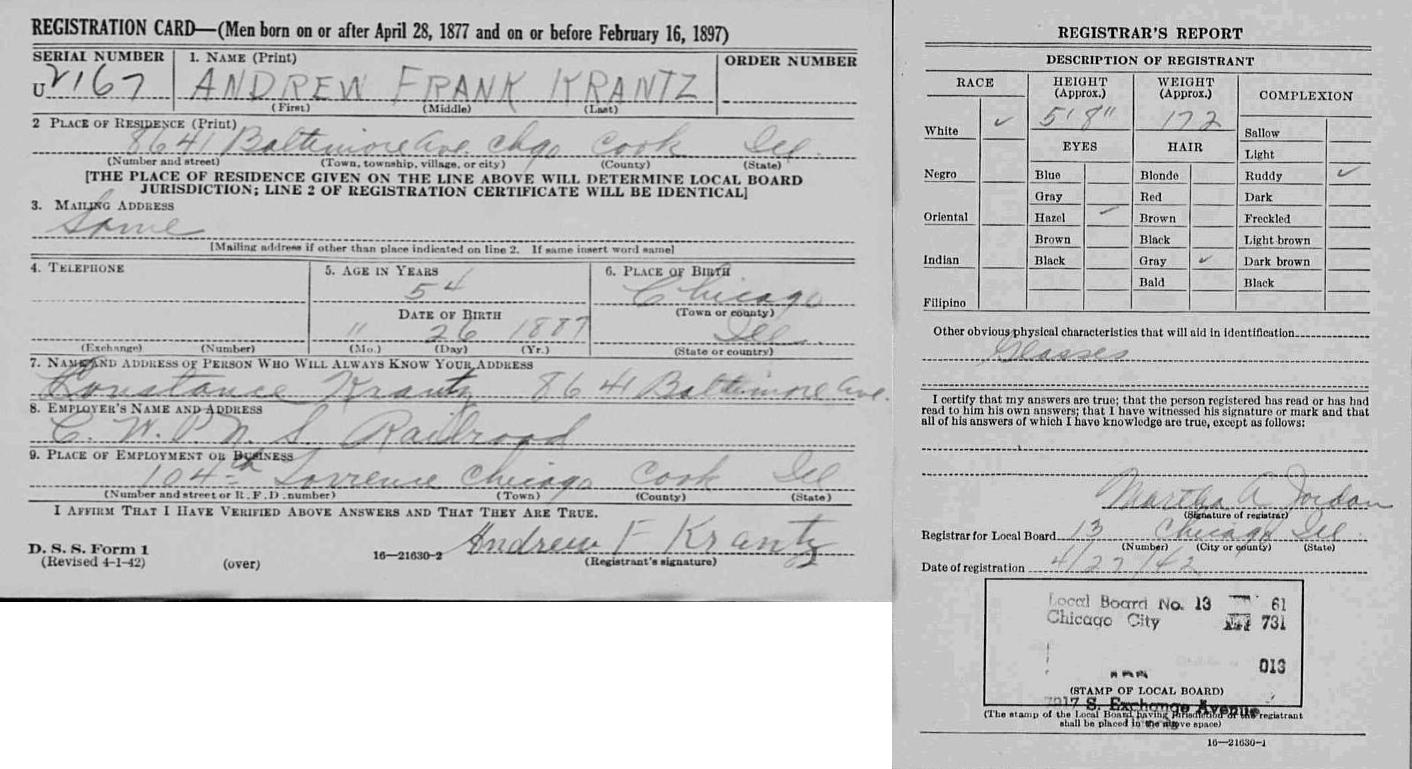 REGISTRATION CARD—(Men born on or after April 28, 1877 and on or before February 16, 1897)
SERIAL NUMBER 1. NAME (Print) ORDER NUMBER
U 2167 ANDREW FRANK KRANTZ
(First) (Middle) (Last)
2 PLACE OF RESIDENCE (Print)
8641 Baltimore Ave. Chgo Cook Ill.
(Number and street) (Town, township, village, or city) (County) (State)
[THE PLACE OF RESIDENCE GIVEN ON THE LINE ABOVE WILL DETERMINE LOCAL BOARD
JURISDICTION; LINE 2 OF REGISTRATION CERTIFICATE WILL BE IDENTICAL]
3. MAILING ADDRESS
Same
[Mailing address if other than place indicated on line 2. If same insert word same]
4. TELEPHONE 5. AGE IN YEARS 6. PLACE OF BIRTH
54 Chicago
DATE OF BIRTH (Town or county)
11 26 1887 Ill.
(Exchange) (Number) (Mo.) (Day) (Yr.) (State or country)
7. NAME AND ADDRESS OF PERSON WHO WILL ALWAYS KNOW YOUR ADDRESS
Constance Krantz 8641 Baltimore Ave.
8. EMPLOYER'S NAME AND ADDRESS
C. W. P. N. S. Railroad
9. PLACE OF EMPLOYMENT OR BUSINESS
104th Torrence Chicago Cook Ill
(Number and street or R. F. D. number) (Town) (County) (State)
I AFFIRM THAT I HAVE VERIFIED ABOVE ANSWERS AND THAT THEY ARE TRUE.
Andrew F Krantz
D. S. S. Form 1
(Revised 4-1-42) (over) 16—21630-2 (Registrant's signature)
REGISTRAR'S REPORT
DESCRIPTION OF REGISTRANT
RACE HEIGHT (Approx.) WEIGHT (Approx.) COMPLEXION
White ✓ 5'8" 172 Sallow
EYES HAIR Light
Negro Blue Blonde Ruddy ✓
Gray Red Dark
Oriental Hazel ✓ Brown Freckled
Brown Black Light brown
Indian Black Gray ✓ Dark brown
Bald Black
Filipino
Other obvious physical characteristics that will aid in identification
Glasses
I certify that my answers are true; that the person registered has read or has had
read to him his own answers; that I have witnessed his signature or mark and that
all of his answers of which I have knowledge are true, except as follows:
Martha A Jordan
(Signature of registrar)
Registrar for Local Board 13 Chicago Ill.
(Number) (City or county) (State)
Date of registration 4/27/42
Local Board No. 13 61
Chicago City 731
013
(STAMP OF LOCAL BOARD)
S. Exchange Avenue
(The stamp of the Local Board having jurisdiction of the registrant
shall be placed in the above space)
16—21630-1